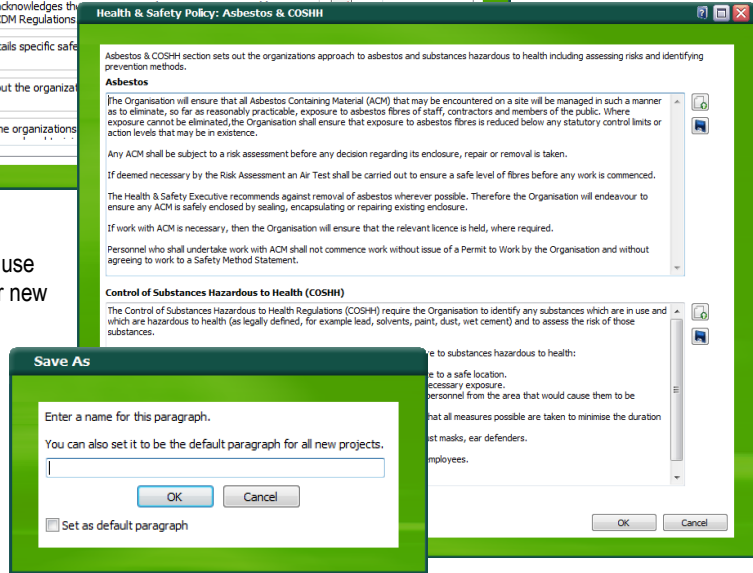 cknowledges th
CDM Regulations
ails specific safe
out the organizat
he organizations
use
r new
Health & Safety Policy: Asbestos & COSHH
Asbestos & COSHH section sets out the organizations approach to asbestos and substances hazardous to health including assessing risks and identifying
prevention methods.
Asbestos
The Organisation will ensure that all Asbestos Containing Material (ACM) that may be encountered on a site will be managed in such a manner
as to eliminate, so far as reasonably practicable, exposure to asbestos fibres of staff, contractors and members of the public. Where
exposure cannot be eliminated,the Organisation shall ensure that exposure to asbestos fibres is reduced below any statutory control limits or
action levels that may be in existence.
Any ACM shall be subject to a risk assessment before any decision regarding its enclosure, repair or removal is taken.
If deemed necessary by the Risk Assessment an Air Test shall be carried out to ensure a safe level of fibres before any work is commenced.
The Health & Safety Executive recommends against removal of asbestos wherever possible. Therefore the Organisation will endeavour to
ensure any ACM is safely enclosed by sealing, encapsulating or repairing existing enclosure.
If work with ACM is necessary, then the Organisation will ensure that the relevant licence is held, where required.
Personnel who shall undertake work with ACM shall not commence work without issue of a Permit to Work by the Organisation and without
agreeing to work to a Safety Method Statement.
Control of Substances Hazardous to Health (COSHH)
The Control of Substances Hazardous to Health Regulations (COSHH) require the Organisation to identify any substances which are in use and
which are hazardous to health (as legally defined, for example lead, solvents, paint, dust, wet cement) and to assess the risk of those
substances.
e to substances hazardous to health:
ce to a safe location.
ecessary exposure.
personnel from the area that would cause them to be
hat all measures possible are taken to minimise the duration
ust masks, ear defenders.
mployees.
OK Cancel
Save As
Enter a name for this paragraph.
You can also set it to be the default paragraph for all new projects.
OK Cancel
Set as default paragraph